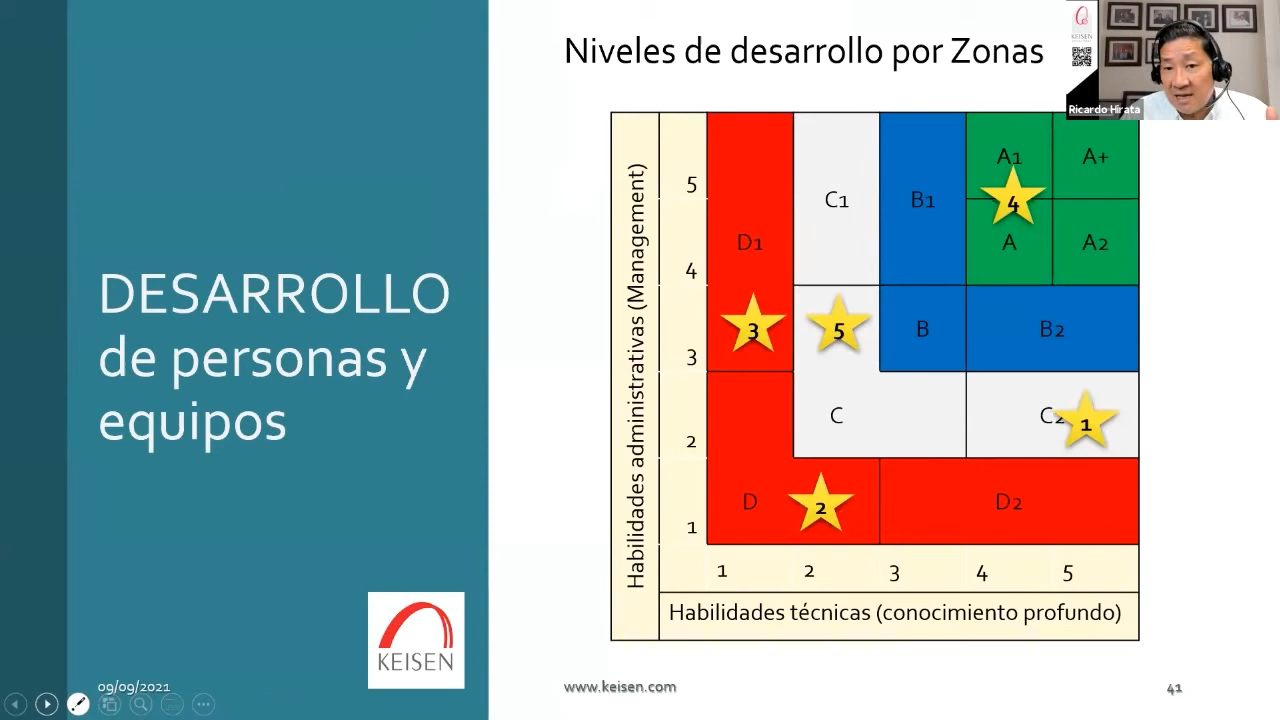 Niveles de desarrollo por Zonas
KEISEN
Ricardo Hirata
DESARROLLO
de personas y
equipos
KEISEN
Habilidades administrativas (Management)
5
4
3
2
1
D1
C1
B1
A1
A+
4
A
A2
3
5
B
B2
C
C2
1
D
2
D2
1 2 3 4 5
Habilidades técnicas (conocimiento profundo)
09/09/2021
www.keisen.com
41